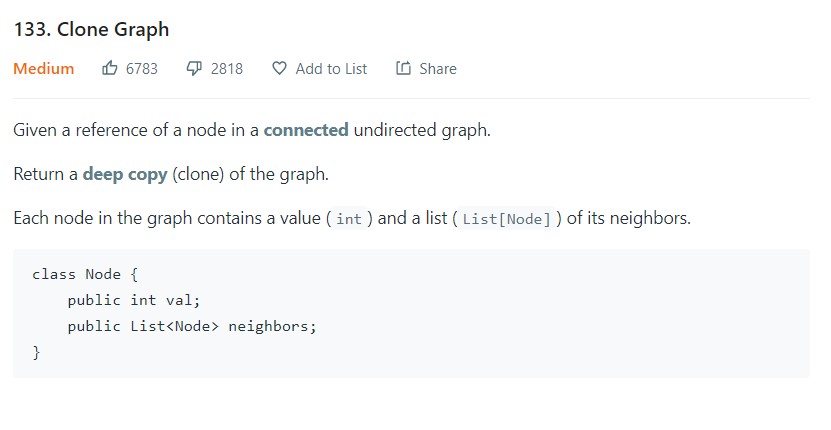 133. Clone Graph
Medium 6783 2818 Add to List Share
Given a reference of a node in a connected undirected graph.
Return a deep copy (clone) of the graph.
Each node in the graph contains a value ( int ) and a list ( List[Node] ) of its neighbors.
class Node {
    public int val;
    public List<Node> neighbors;
}